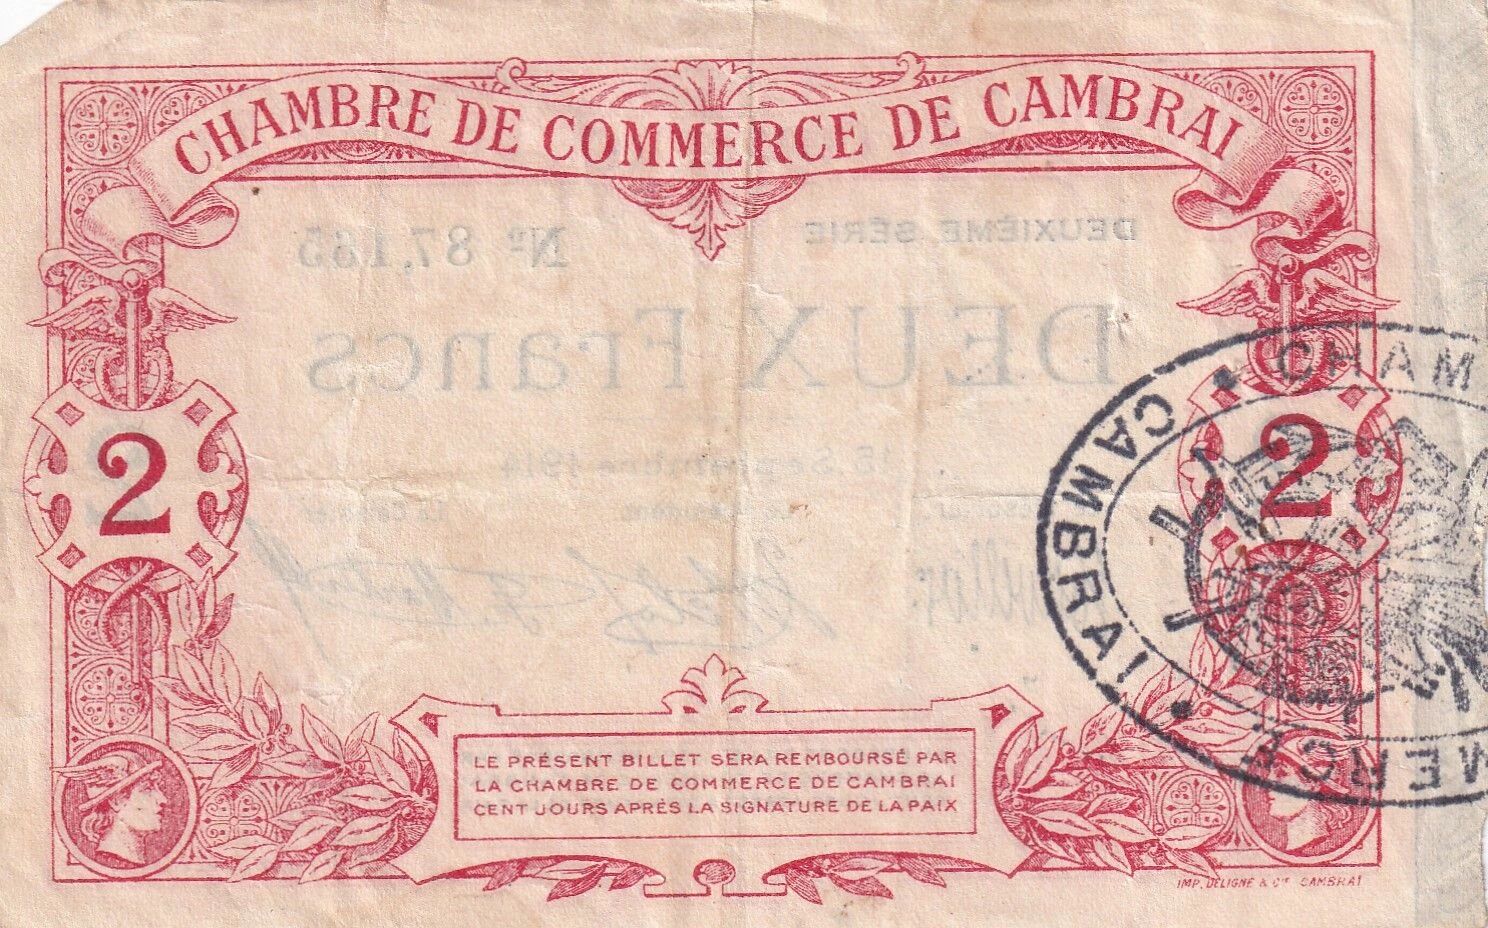 CHAMBRE DE COMMERCE DE CAMBRAI
DEUXIÈME SÉRIE Nº 87,185
DEUX Francs
2
2
CHAM
MERCE
CAMBRAI
LE PRÉSENT BILLET SERA REMBOURSÉ PAR
LA CHAMBRE DE COMMERCE DE CAMBRAI
CENT JOURS APRÈS LA SIGNATURE DE LA PAIX
IMP. DELIGNE & Cie CAMBRAI